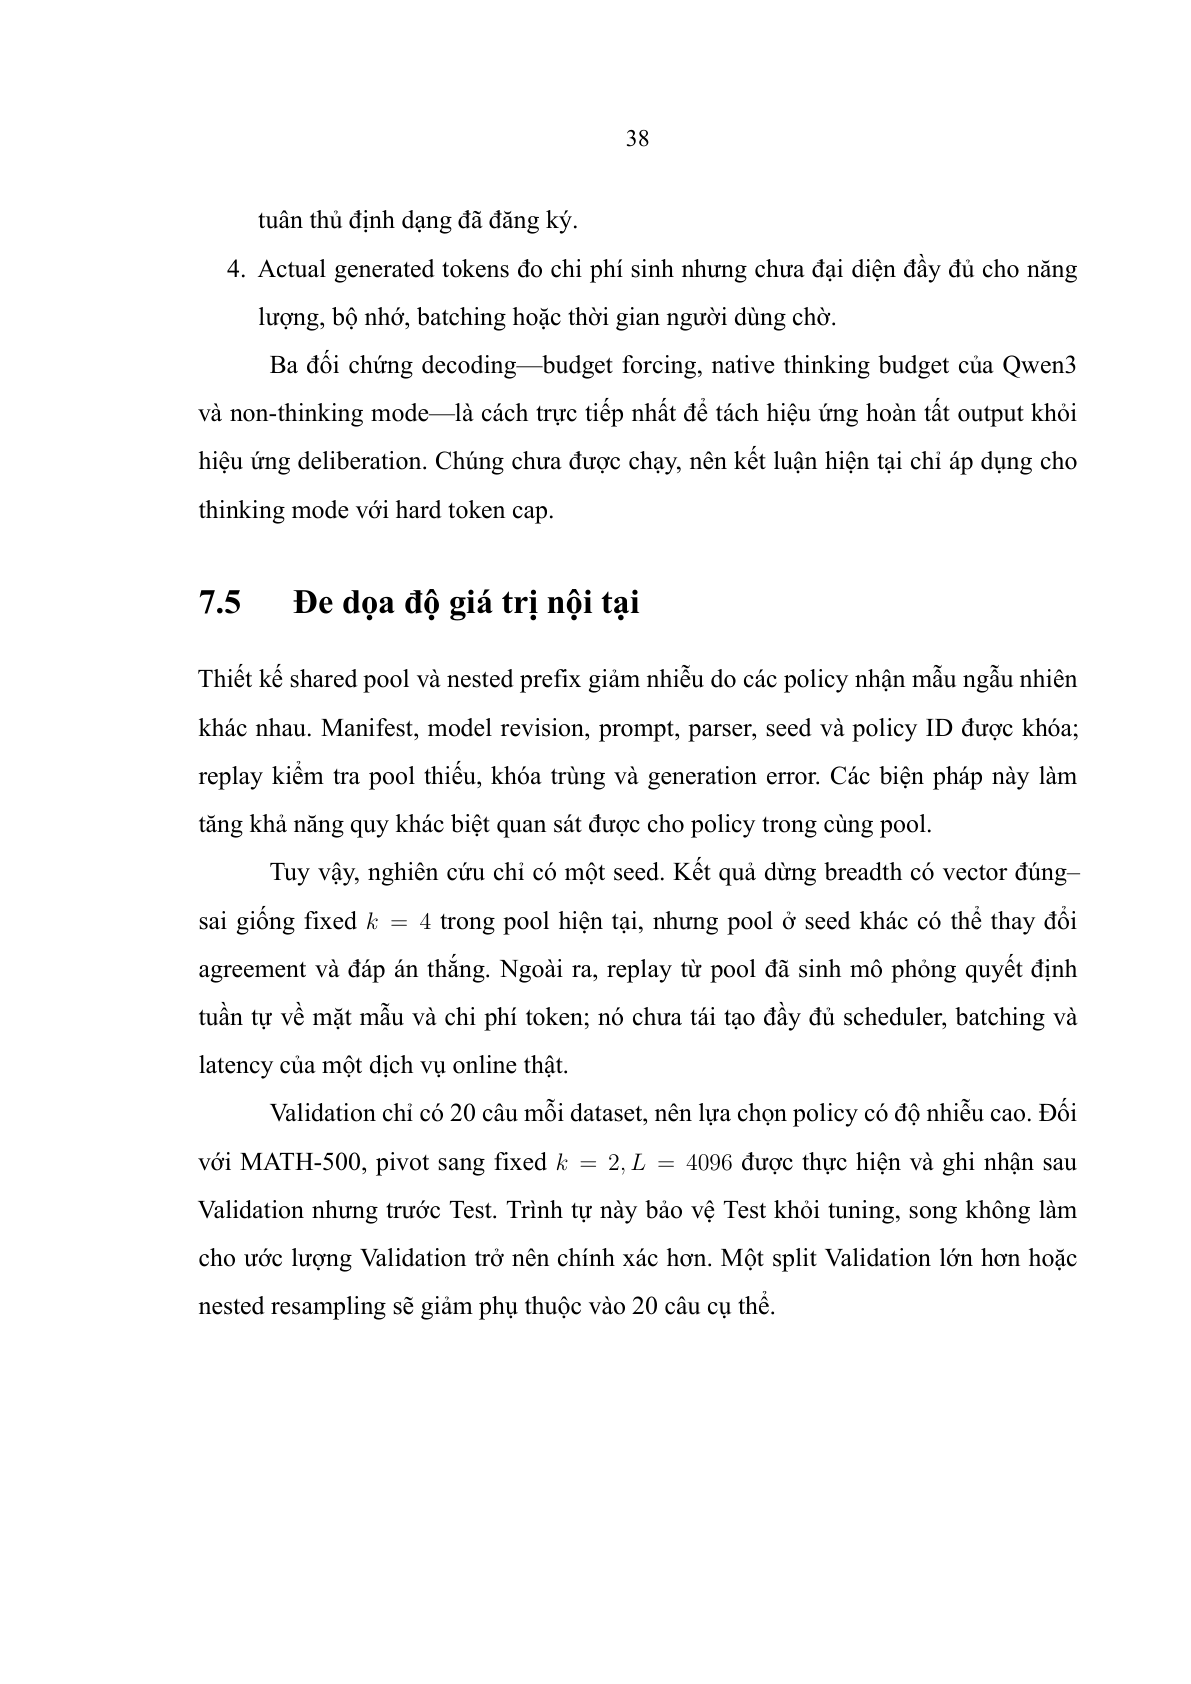 38
tuân thủ định dạng đã đăng ký.
4. Actual generated tokens đo chi phí sinh nhưng chưa đại diện đầy đủ cho năng
lượng, bộ nhớ, batching hoặc thời gian người dùng chờ.
Ba đối chứng decoding—budget forcing, native thinking budget của Qwen3
và non-thinking mode—là cách trực tiếp nhất để tách hiệu ứng hoàn tất output khỏi
hiệu ứng deliberation. Chúng chưa được chạy, nên kết luận hiện tại chỉ áp dụng cho
thinking mode với hard token cap.
7.5 Đe dọa độ giá trị nội tại
Thiết kế shared pool và nested prefix giảm nhiễu do các policy nhận mẫu ngẫu nhiên
khác nhau. Manifest, model revision, prompt, parser, seed và policy ID được khóa;
replay kiểm tra pool thiếu, khóa trùng và generation error. Các biện pháp này làm
tăng khả năng quy khác biệt quan sát được cho policy trong cùng pool.
Tuy vậy, nghiên cứu chỉ có một seed. Kết quả dừng breadth có vector đúng–
sai giống fixed k = 4 trong pool hiện tại, nhưng pool ở seed khác có thể thay đổi
agreement và đáp án thắng. Ngoài ra, replay từ pool đã sinh mô phỏng quyết định
tuần tự về mặt mẫu và chi phí token; nó chưa tái tạo đầy đủ scheduler, batching và
latency của một dịch vụ online thật.
Validation chỉ có 20 câu mỗi dataset, nên lựa chọn policy có độ nhiễu cao. Đối
với MATH-500, pivot sang fixed k = 2, L = 4096 được thực hiện và ghi nhận sau
Validation nhưng trước Test. Trình tự này bảo vệ Test khỏi tuning, song không làm
cho ước lượng Validation trở nên chính xác hơn. Một split Validation lớn hơn hoặc
nested resampling sẽ giảm phụ thuộc vào 20 câu cụ thể.